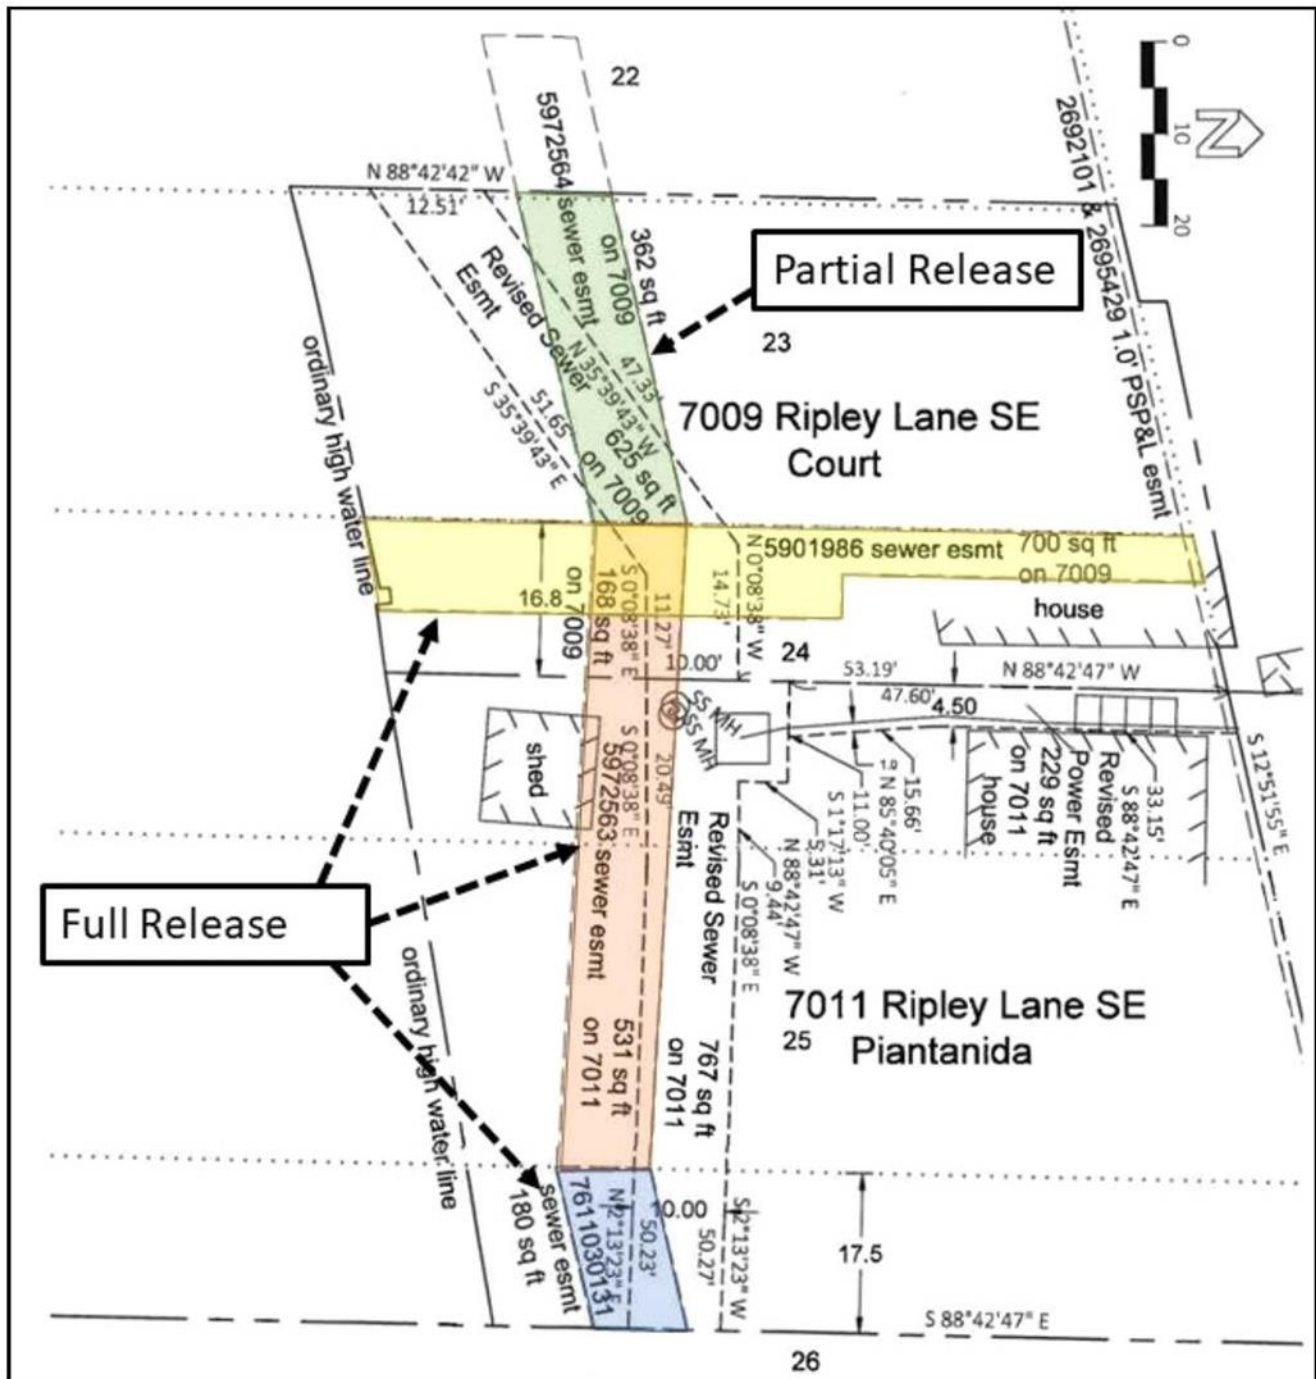 22
0
10
20
N
N 88°42'42" W
12.51'
5972564 sewer esmt
on 7009
362 sq ft
2692101 & 2695429 1.0' PSP&L esmt
Partial Release
Revised Sewer
Esmt
23
ordinary high water line
47.33'
N 35°39'43" W
51.65'
S 35°39'43" E
7009 Ripley Lane SE
Court
625 sq ft
on 7009
5901986 sewer esmt
700 sq ft
on 7009
N 0°08'38" W
14.73'
16.8
168 sq ft
on 7009
S 0°08'38" E
11.27'
house
10.00'
24
53.19'
N 88°42'47" W
47.60'
4.50
SS MH
SS MH
shed
S 0°08'38" E
20.49'
5972563 sewer esmt
Revised Sewer
Esmt
S 12°51'55" E
33.15'
S 88°42'47" E
Revised
Power Esmt
229 sq ft
on 7011
house
15.66'
N 85°40'05" E
11.00'
S 1°17'13" W
5.31'
N 88°42'47" W
9.44'
S 0°08'38" E
Full Release
ordinary high water line
7011 Ripley Lane SE
25
Piantanida
531 sq ft
on 7011
767 sq ft
on 7011
7611030131
sewer esmt
180 sq ft
N 2°13'23" E
50.23'
10.00
50.27'
S 2°13'23" W
17.5
S 88°42'47" E
26